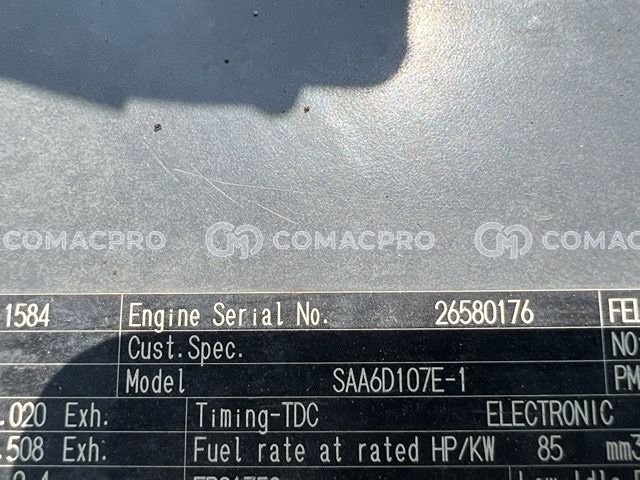 COMACPRO COMACPRO COMACPRO
1584 Engine Serial No. 26580176 FEL
Cust.Spec. NO
Model SAA6D107E-1 PM
.020 Exh. Timing-TDC ELECTRONIC
.508 Exh. Fuel rate at rated HP/KW 85 mm3